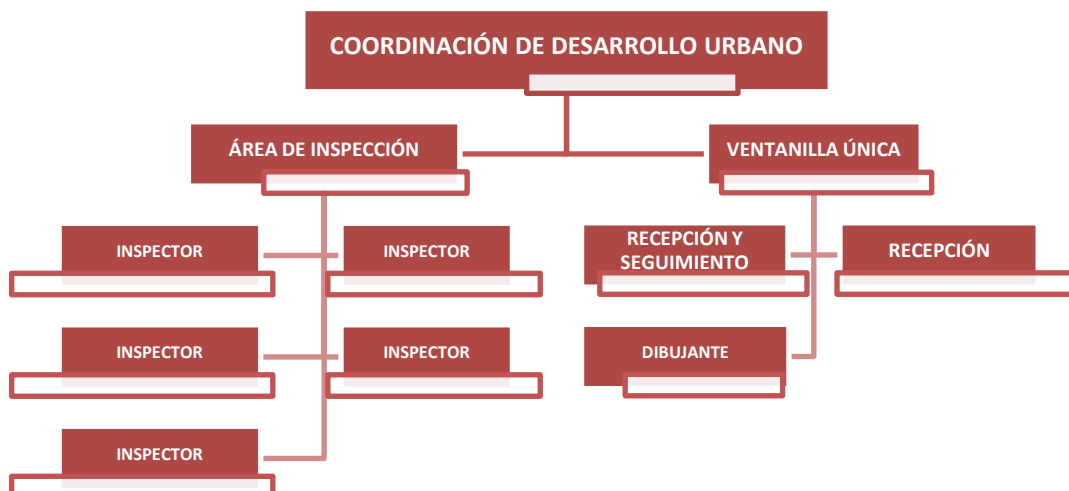 COORDINACIÓN DE DESARROLLO URBANO
ÁREA DE INSPECCIÓN
VENTANILLA ÚNICA
INSPECTOR
INSPECTOR
RECEPCIÓN Y
SEGUIMIENTO
RECEPCIÓN
INSPECTOR
INSPECTOR
DIBUJANTE
INSPECTOR